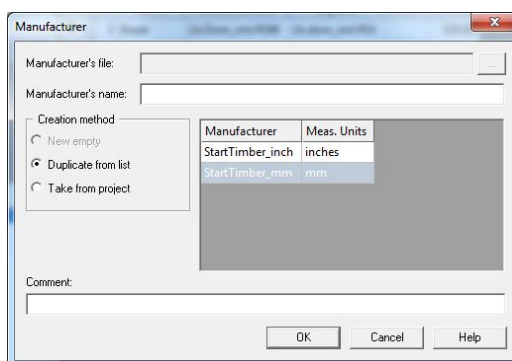 Manufacturer
Manufacturer's file:
...
Manufacturer's name:
Creation method
New empty
Duplicate from list
Take from project
Manufacturer Meas. Units
StartTimber_inch inches
StartTimber_mm mm
Comment:
OK Cancel Help